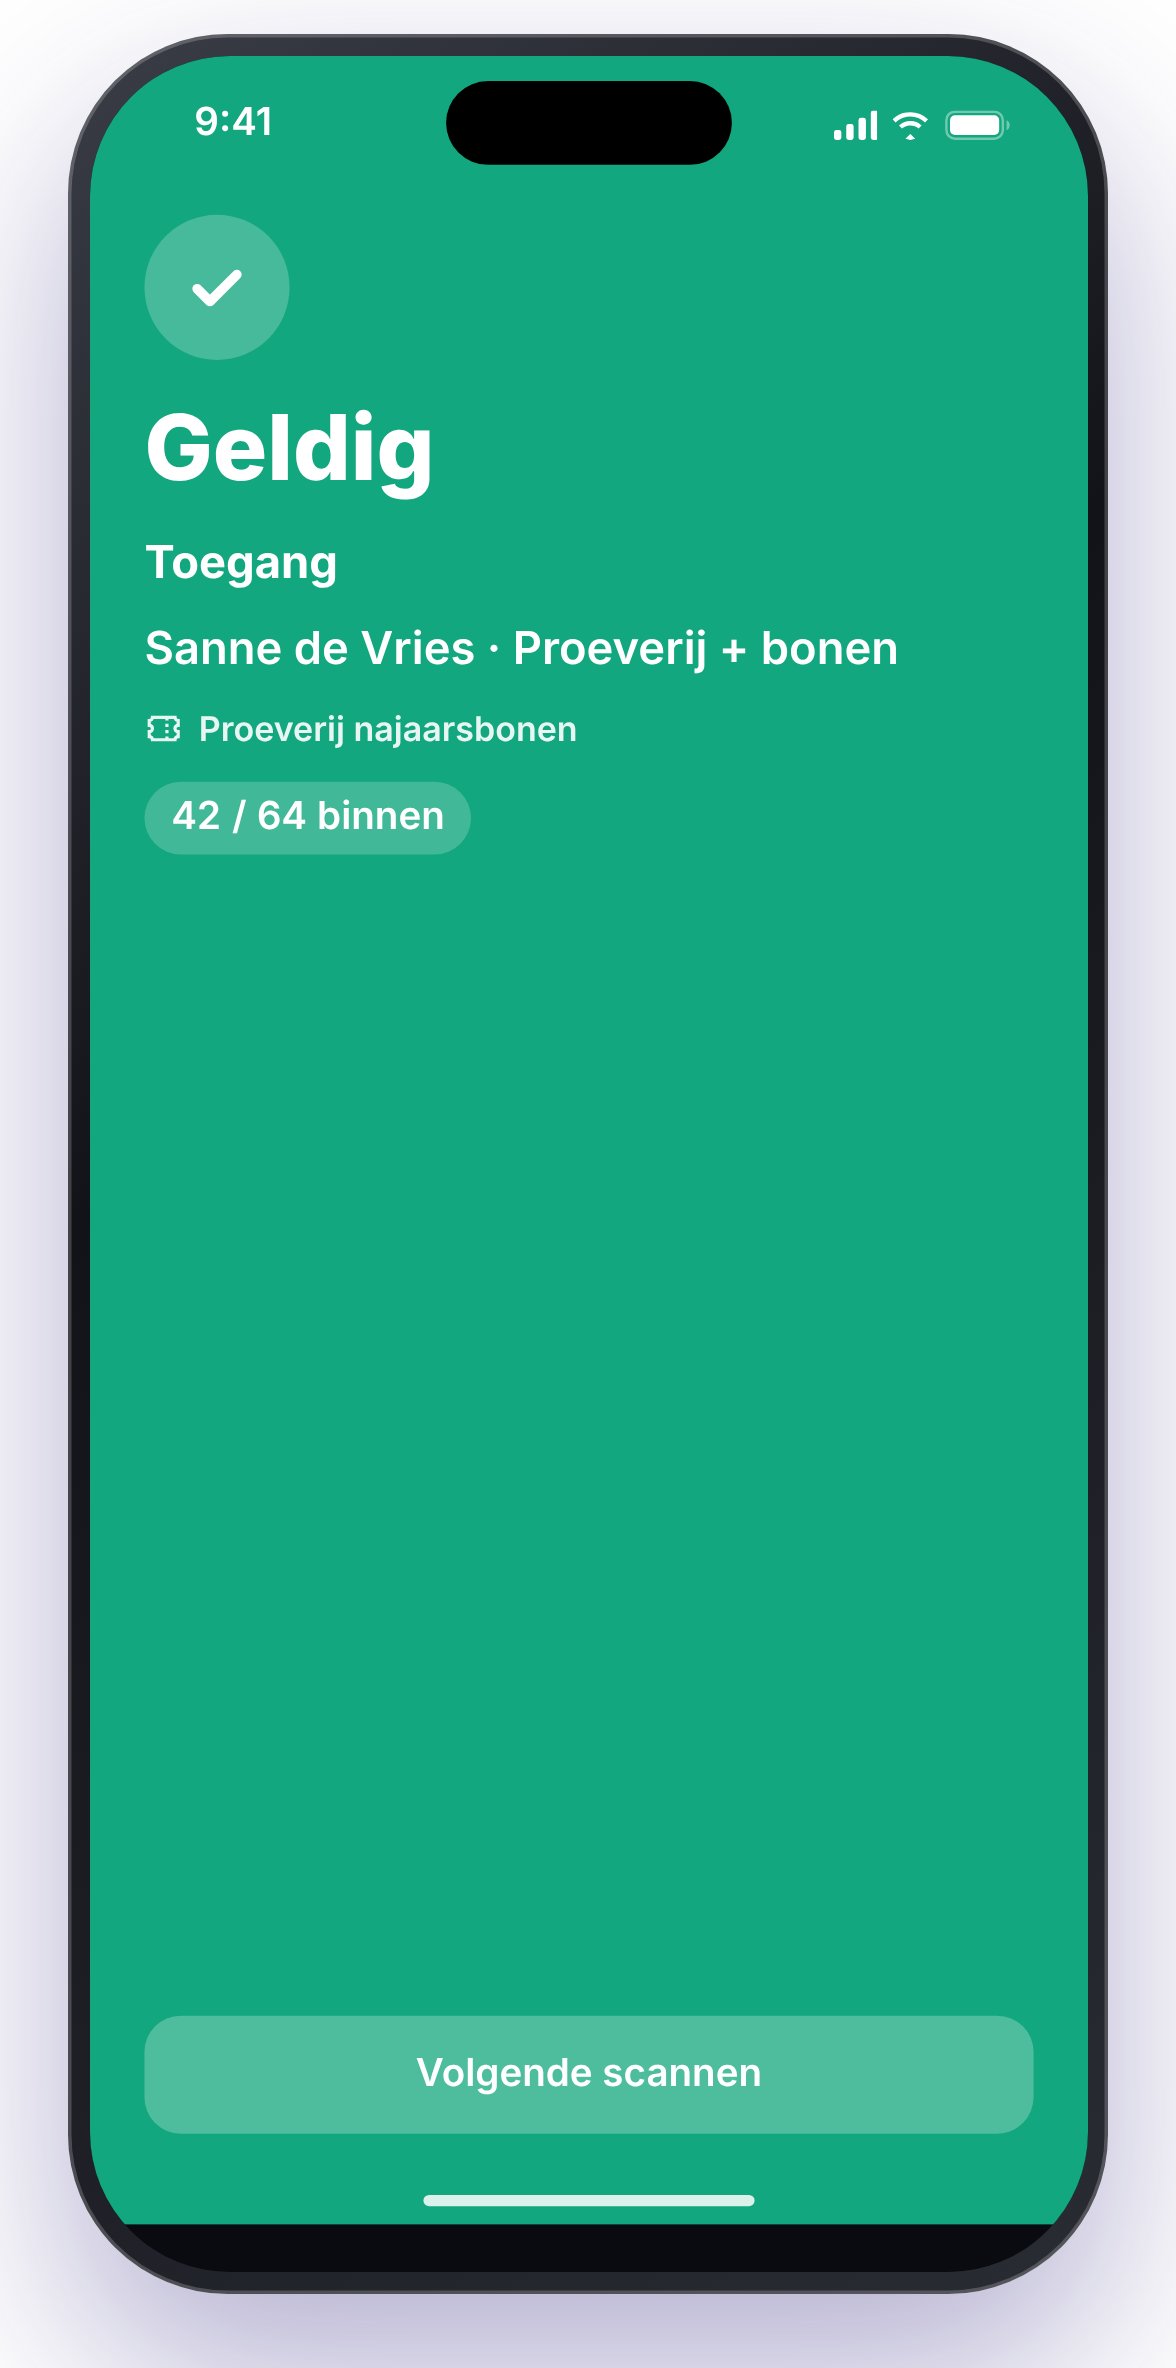 9:41
Geldig
Toegang
Sanne de Vries · Proeverij + bonen
Proeverij najaarsbonen
42 / 64 binnen
Volgende scannen